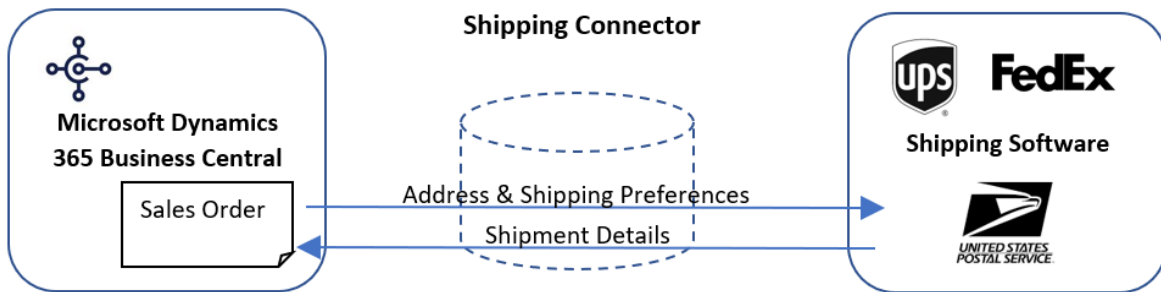 Shipping Connector
Microsoft Dynamics
365 Business Central
Sales Order
Address & Shipping Preferences
Shipment Details
ups
®
FedEx
Shipping Software
UNITED STATES
POSTAL SERVICE.